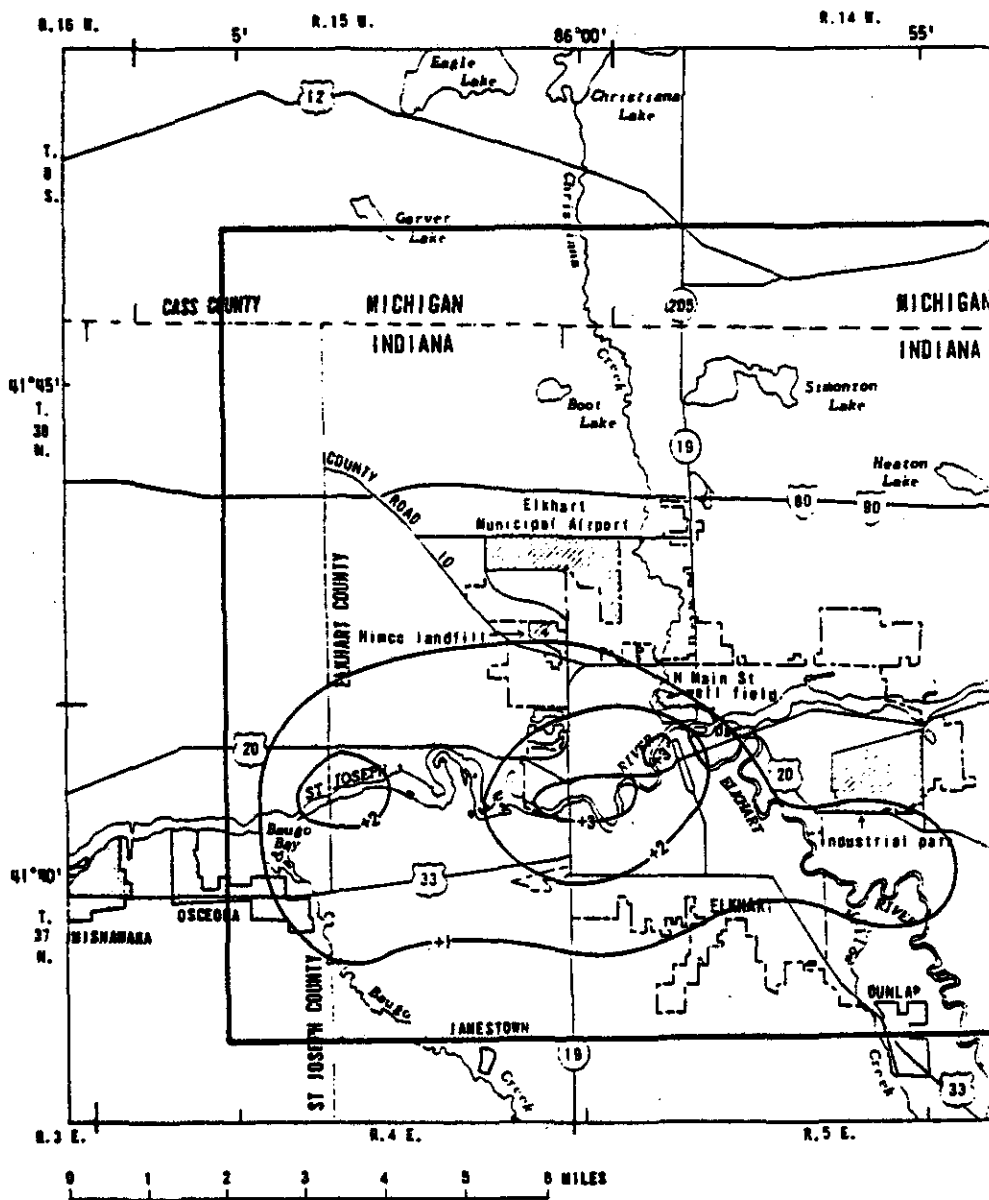 R.16 W.
R.15 W.
R.14 W.
5'
86°00'
55'
Eagle
Lake
12
Christiana
Lake
T.
8
S.
Christiana
Garver
Lake
CASS COUNTY
MICHIGAN
205
MICHIGAN
INDIANA
INDIANA
41°45'
T.
38
N.
Creek
Boot
Lake
Simonton
Lake
19
Heaton
Lake
COUNTY
ROAD
10
80
80
Elkhart
Municipal Airport
ELKHART COUNTY
Himco landfill
N Main St
well field
20
ST JOSEPH
RIVER
20
ELKHART
+2
+3
+2
Industrial park
Baugo
Bay
41°40'
33
RIVER
OSCEOLA
ELKHART
T.
37
N.
MISHAWAKA
+1
Baugo
DUNLAP
ST JOSEPH COUNTY
JAMESTOWN
Creek
19
Creek
33
R.3 E.
R.4 E.
R.5 E.
0 1 2 3 4 5 6 MILES